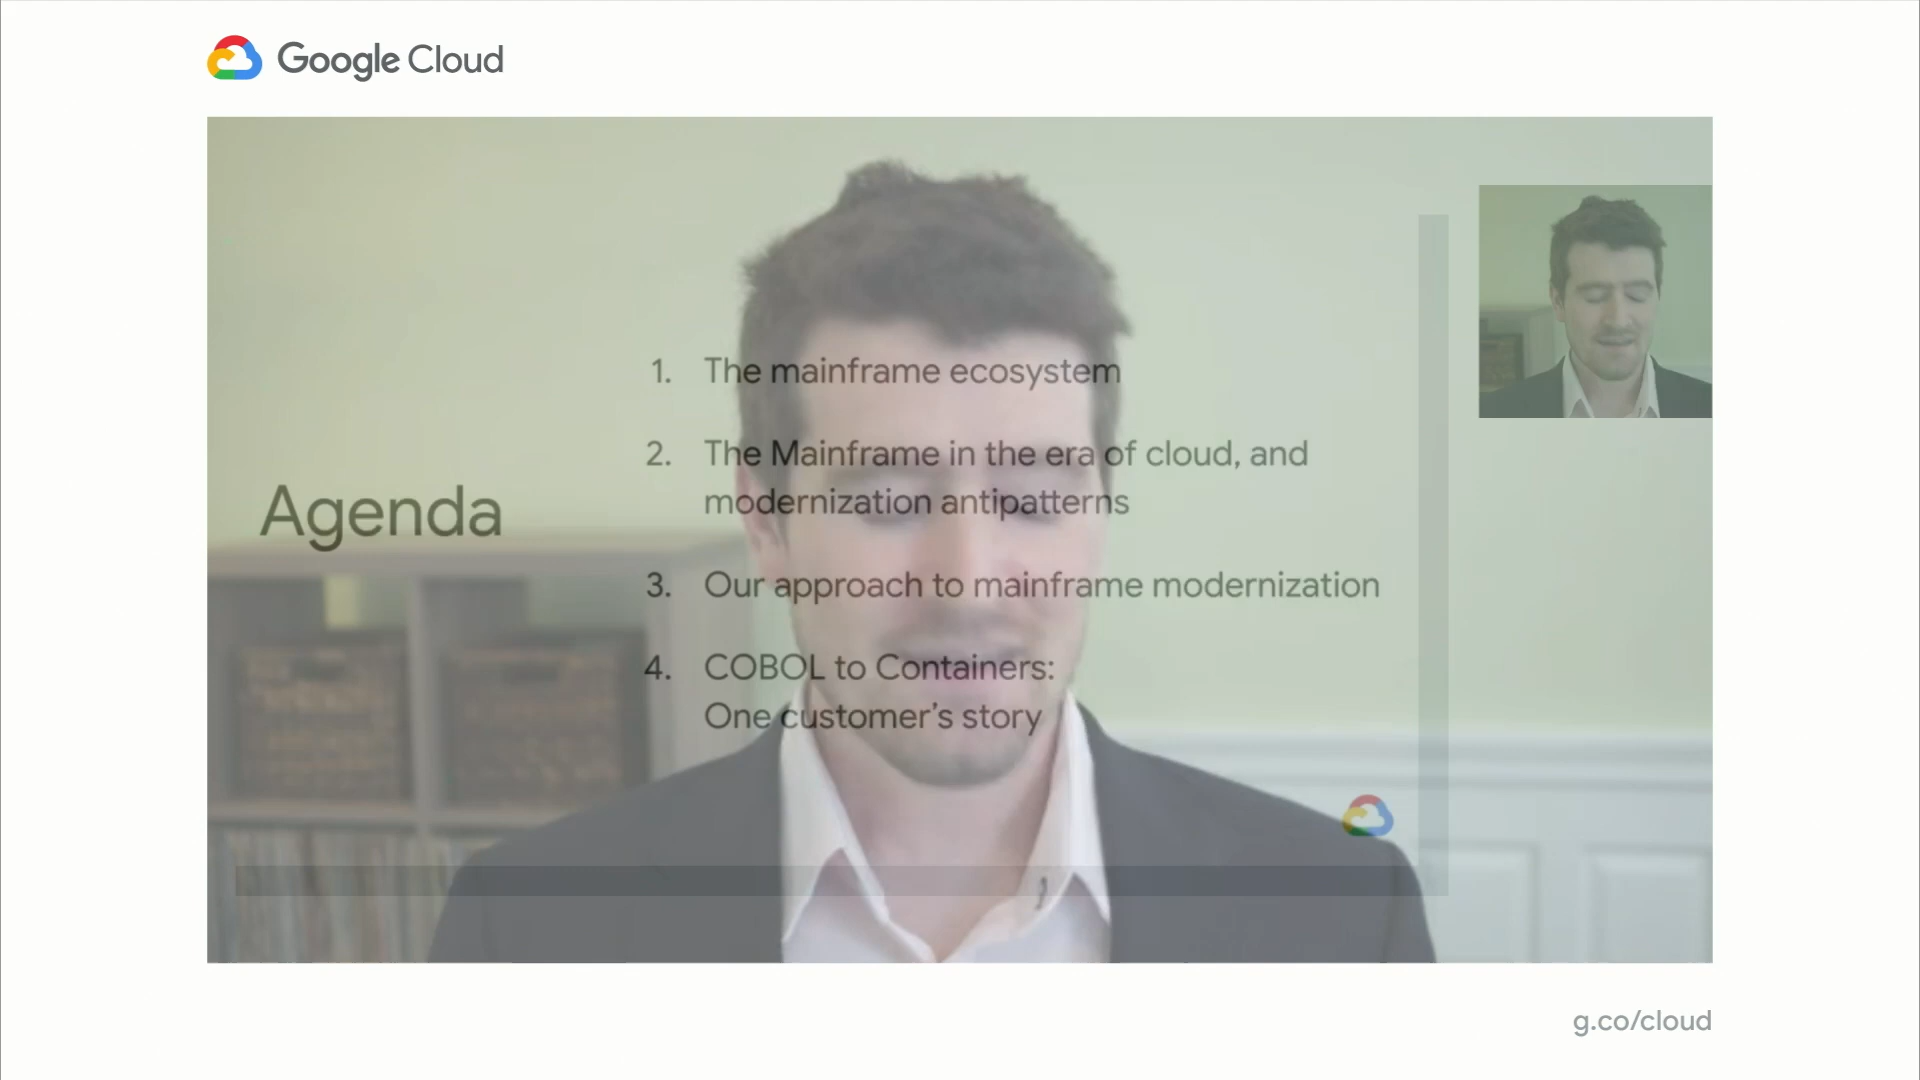 Google Cloud
Agenda
1. The mainframe ecosystem
2. The Mainframe in the era of cloud, and
modernization antipatterns
3. Our approach to mainframe modernization
4. COBOL to Containers:
One customer’s story
g.co/cloud